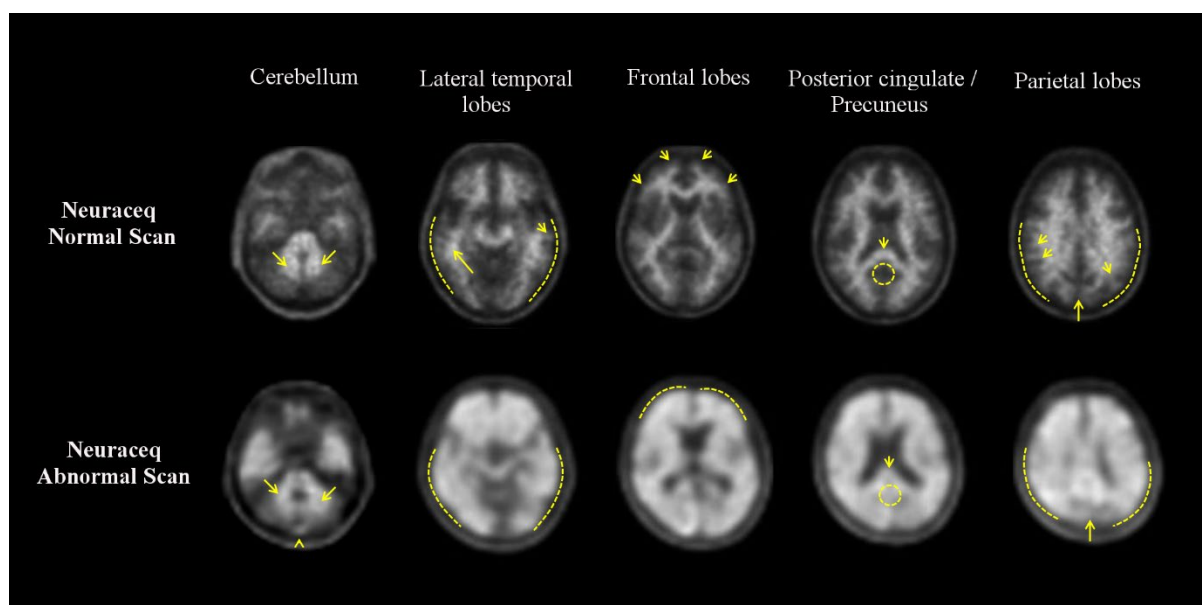 Cerebellum
Lateral temporal
lobes
Frontal lobes
Posterior cingulate /
Precuneus
Parietal lobes
Neuraceq
Normal Scan
Neuraceq
Abnormal Scan